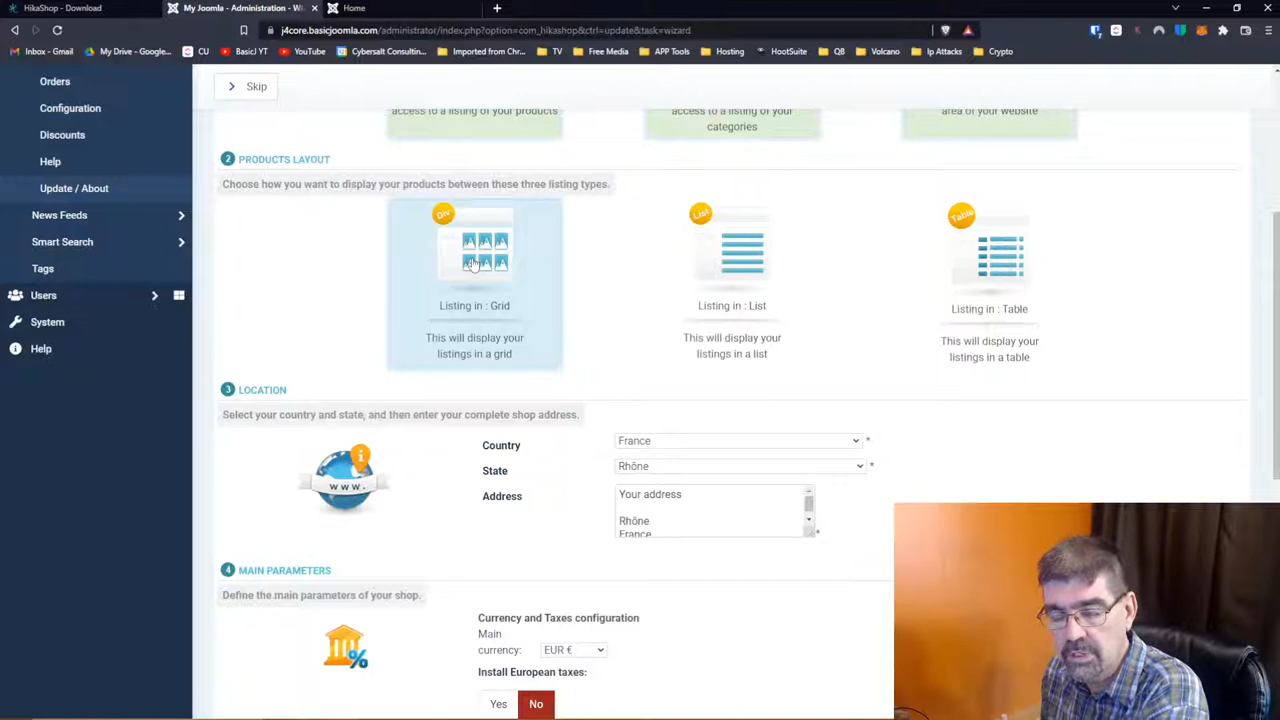 HikaShop - Download
My Joomla - Administration - Wi
Home
j4core.basicjoomla.com/administrator/index.php?option=com_hikashop&ctrl=update&task=wizard
Inbox - Gmail
My Drive - Google...
CU
BasicJ YT
YouTube
Cybersalt Consulting...
Imported from Chr...
TV
Free Media
APP Tools
Hosting
HootSuite
QB
Volcano
Ip Attacks
Crypto
Orders
Configuration
Discounts
Help
Update / About
News Feeds
Smart Search
Tags
Users
System
Help
Skip
access to a listing of your products
access to a listing of your
categories
area of your website
2 PRODUCTS LAYOUT
Choose how you want to display your products between these three listing types.
Div
Listing in : Grid
This will display your
listings in a grid
List
Listing in : List
This will display your
listings in a list
Table
Listing in : Table
This will display your
listings in a table
3 LOCATION
Select your country and state, and then enter your complete shop address.
www.
Country
France
*
State
Rhône
*
Address
Your address
Rhône
France
*
4 MAIN PARAMETERS
Define the main parameters of your shop.
Currency and Taxes configuration
Main
currency:
EUR €
Install European taxes:
Yes
No